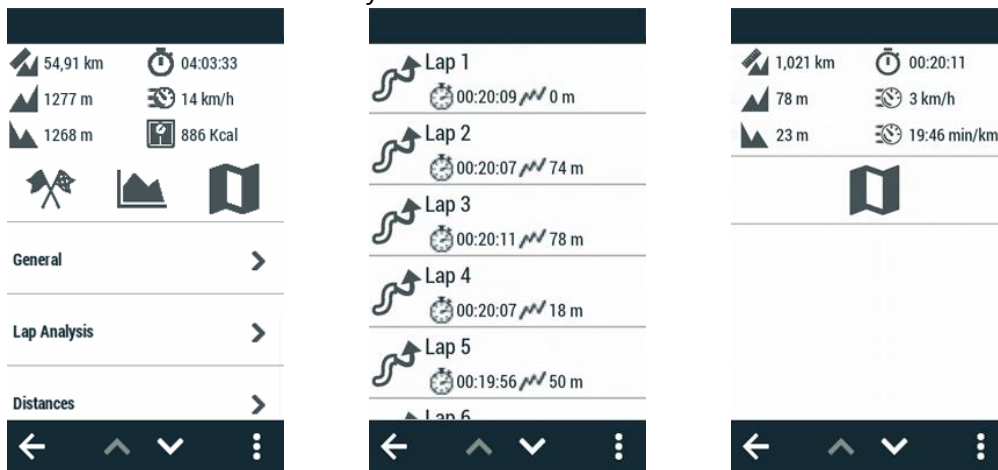 54,91 km 04:03:33
1277 m 14 km/h
1268 m 886 Kcal
General
Lap Analysis
Distances
Lap 1
00:20:09 0 m
Lap 2
00:20:07 74 m
Lap 3
00:20:11 78 m
Lap 4
00:20:07 18 m
Lap 5
00:19:56 50 m
Lap 6
1,021 km 00:20:11
78 m 3 km/h
23 m 19:46 min/km